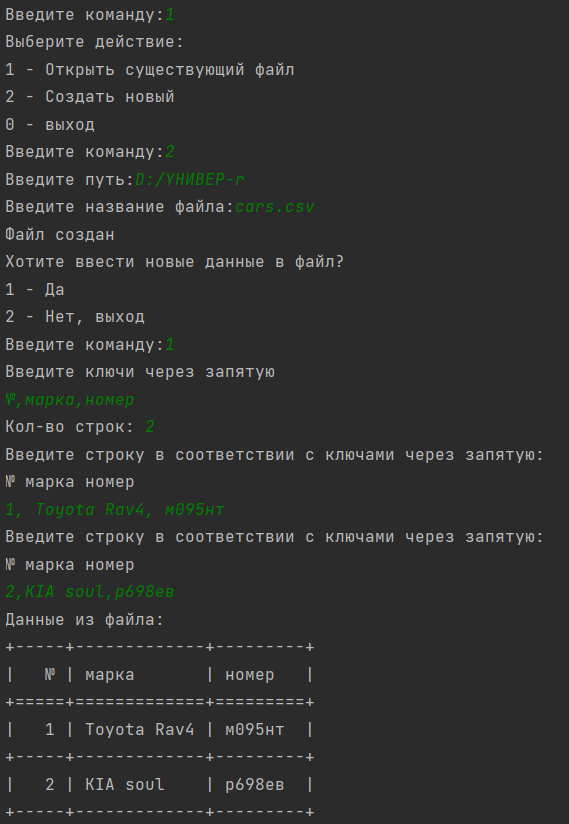 Введите команду:1
Выберите действие:
1 - Открыть существующий файл
2 - Создать новый
0 - выход
Введите команду:2
Введите путь:D:/УНИВЕР-r
Введите название файла:cars.csv
Файл создан
Хотите ввести новые данные в файл?
1 - Да
2 - Нет, выход
Введите команду:1
Введите ключи через запятую
№,марка,номер
Кол-во строк: 2
Введите строку в соответствии с ключами через запятую:
№ марка номер
1, Toyota Rav4, м095нт
Введите строку в соответствии с ключами через запятую:
№ марка номер
2,KIA soul,р698ев
Данные из файла:
+-----+-------------+---------+
|   № | марка       | номер   |
+=====+=============+=========+
|   1 | Toyota Rav4 | м095нт  |
+-----+-------------+---------+
|   2 | KIA soul    | р698ев  |
+-----+-------------+---------+